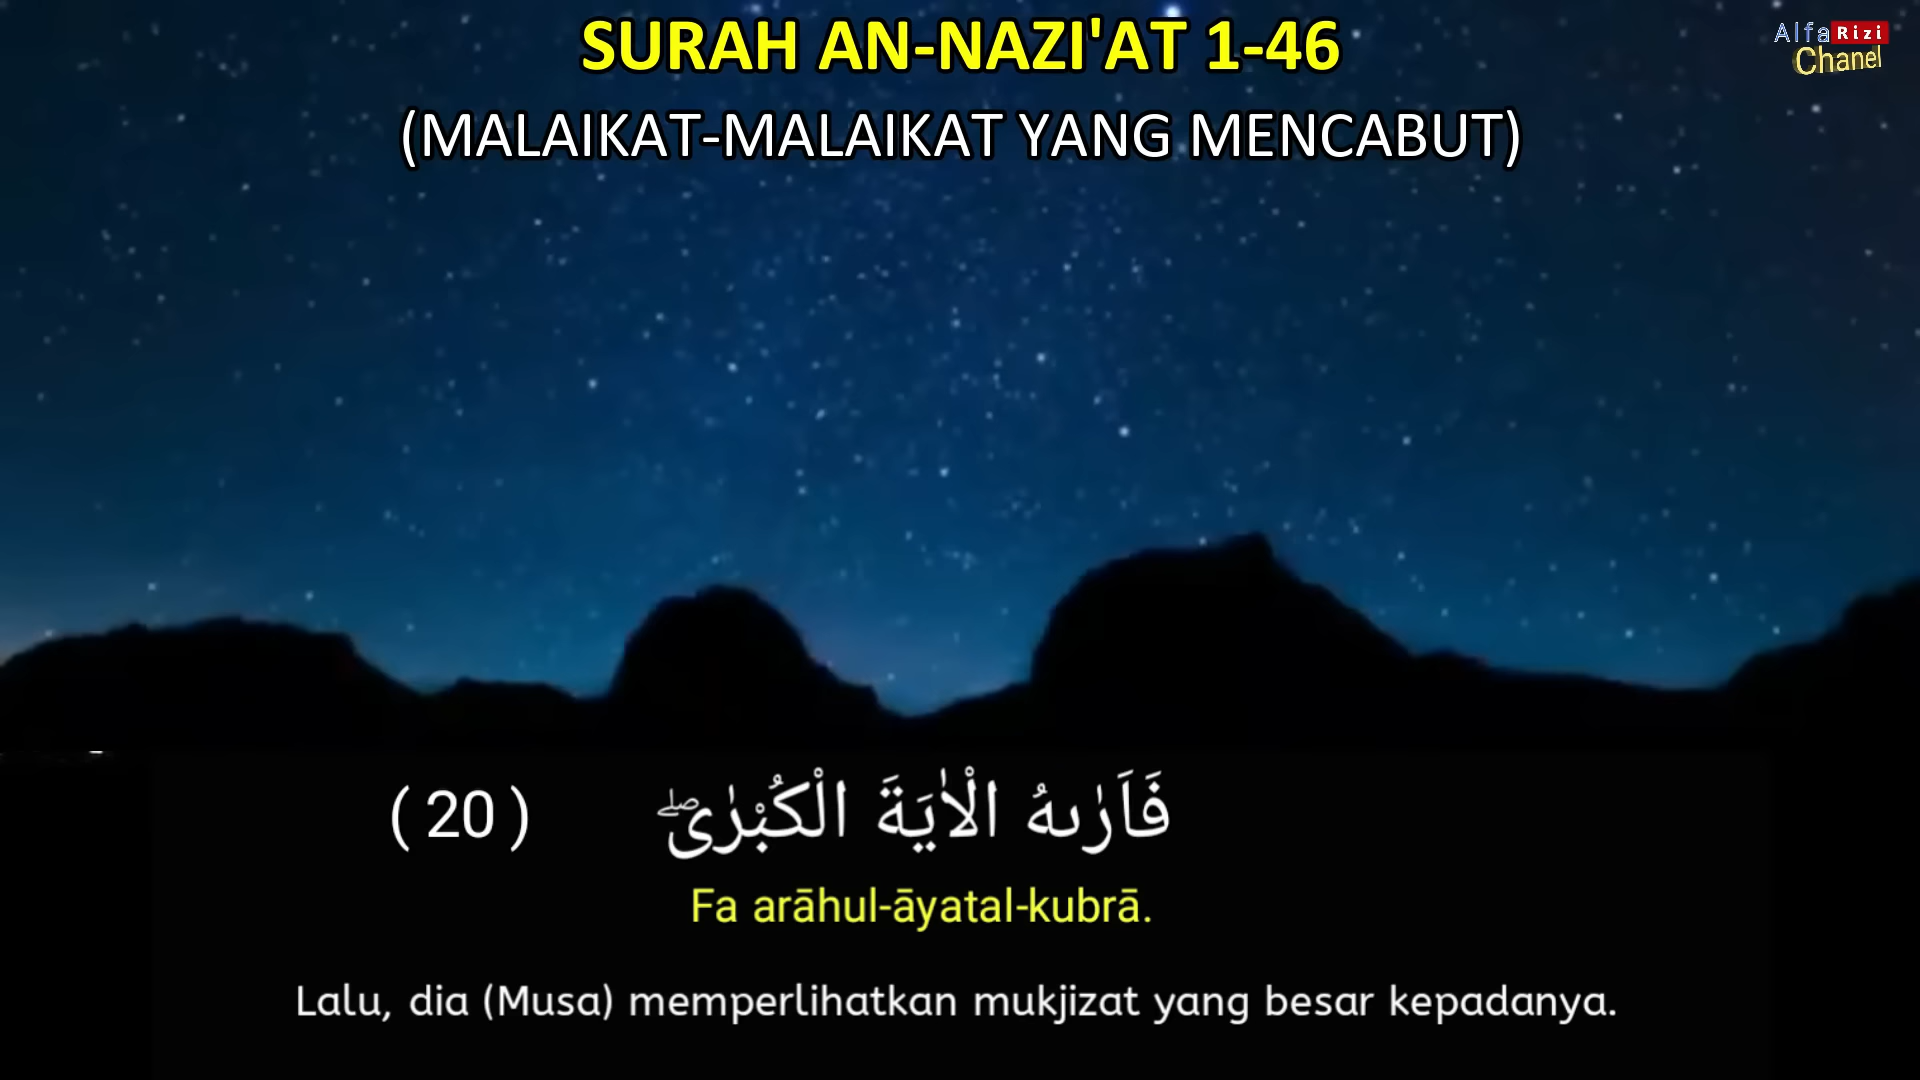 SURAH AN-NAZI'AT 1-46
Alfa Rizi
Chanel
(MALAIKAT-MALAIKAT YANG MENCABUT)
فَاَرٰىهُ الْاٰيَةَ الْكُبْرٰىۖ ( 20 )
Fa arāhul-āyatal-kubrā.
Lalu, dia (Musa) memperlihatkan mukjizat yang besar kepadanya.